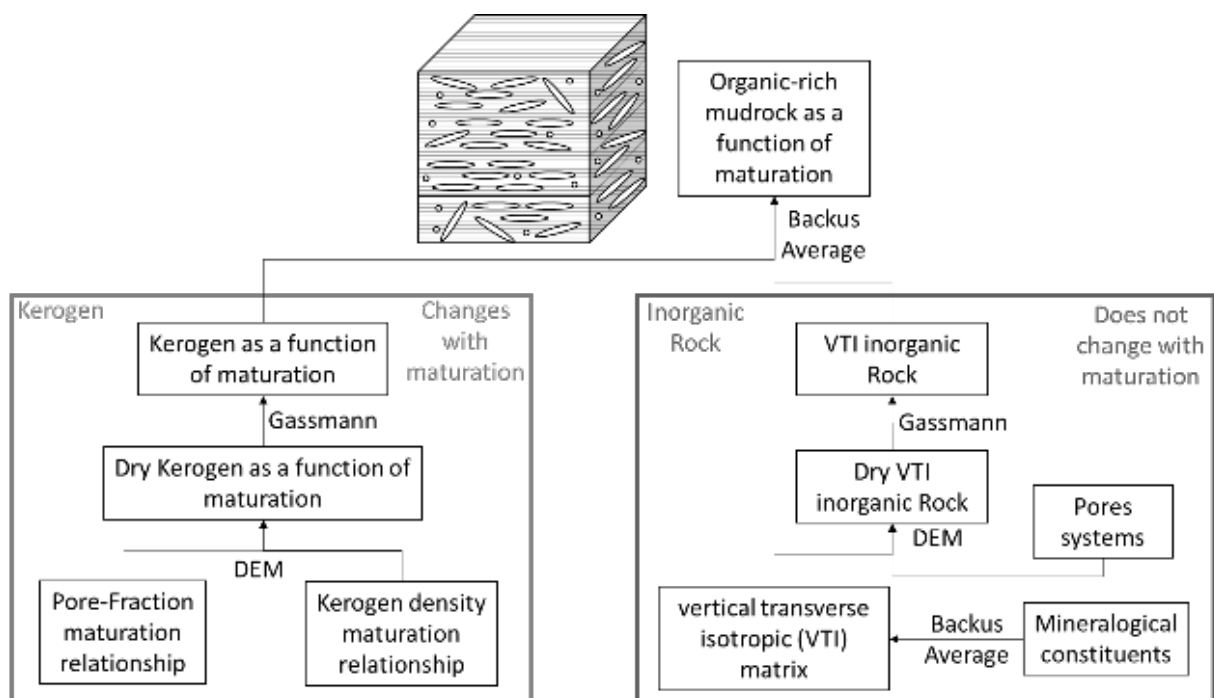 Organic-rich
mudrock as a
function of
maturation
Backus
Average
Kerogen
Changes
with
maturation
Kerogen as a function
of maturation
Gassmann
Dry Kerogen as a function of
maturation
DEM
Pore-Fraction
maturation
relationship
Kerogen density
maturation
relationship
Inorganic
Rock
Does not
change with
maturation
VTI inorganic
Rock
Gassmann
Dry VTI
inorganic Rock
DEM
Pores
systems
vertical transverse
isotropic (VTI)
matrix
Backus
Average
Mineralogical
constituents